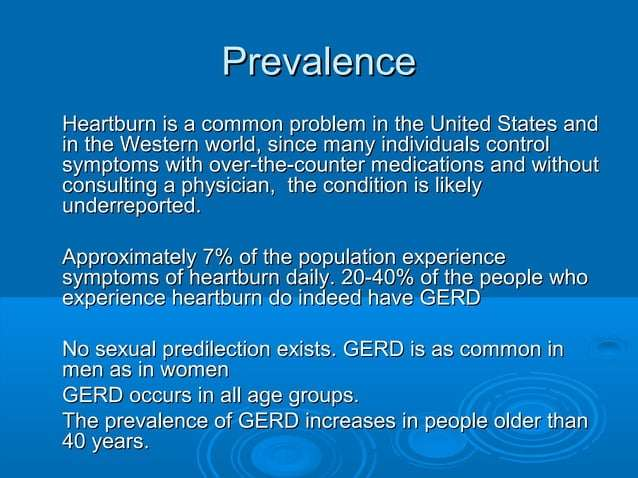 Prevalence
Heartburn is a common problem in the United States and
in the Western world, since many individuals control
symptoms with over-the-counter medications and without
consulting a physician,  the condition is likely
underreported.
Approximately 7% of the population experience
symptoms of heartburn daily. 20-40% of the people who
experience heartburn do indeed have GERD
No sexual predilection exists. GERD is as common in
men as in women
GERD occurs in all age groups.
The prevalence of GERD increases in people older than
40 years.